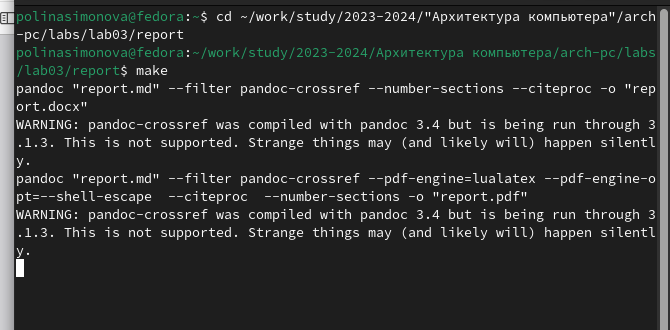 polinasimonova@fedora:~$ cd ~/work/study/2023-2024/"Архитектура компьютера"/arch
-pc/labs/lab03/report
polinasimonova@fedora:~/work/study/2023-2024/Архитектура компьютера/arch-pc/labs
/lab03/report$ make
pandoc "report.md" --filter pandoc-crossref --number-sections --citeproc -o "rep
ort.docx"
WARNING: pandoc-crossref was compiled with pandoc 3.4 but is being run through 3
.1.3. This is not supported. Strange things may (and likely will) happen silentl
y.
pandoc "report.md" --filter pandoc-crossref --pdf-engine=lualatex --pdf-engine-o
pt=--shell-escape  --citeproc  --number-sections -o "report.pdf"
WARNING: pandoc-crossref was compiled with pandoc 3.4 but is being run through 3
.1.3. This is not supported. Strange things may (and likely will) happen silentl
y.